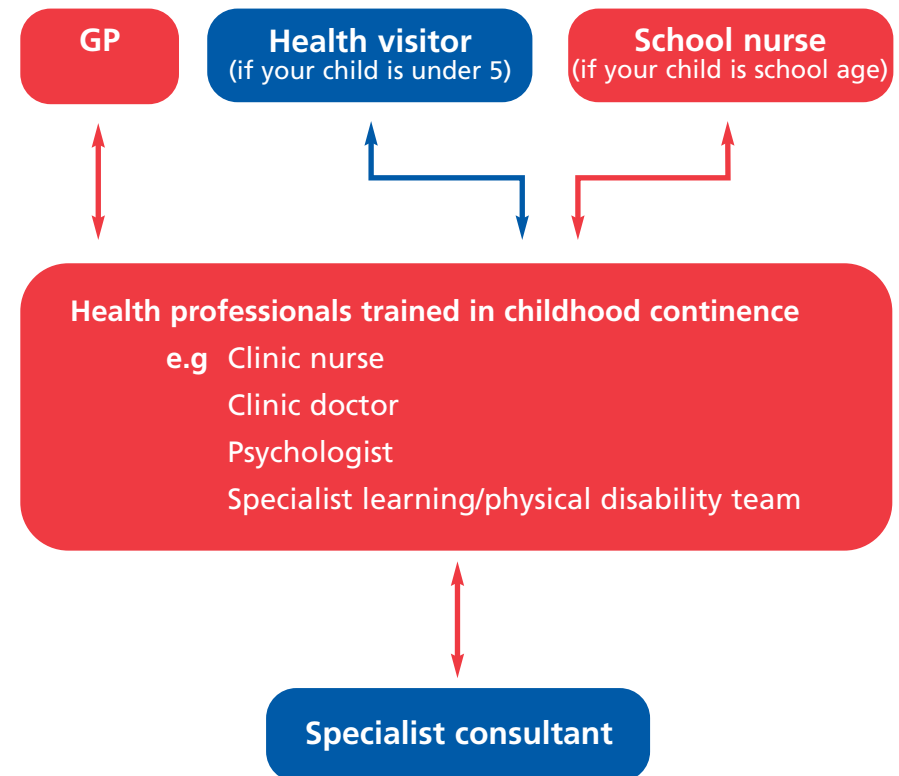 GP
Health visitor
(if your child is under 5)
School nurse
(if your child is school age)
Health professionals trained in childhood continence
e.g Clinic nurse
Clinic doctor
Psychologist
Specialist learning/physical disability team
Specialist consultant